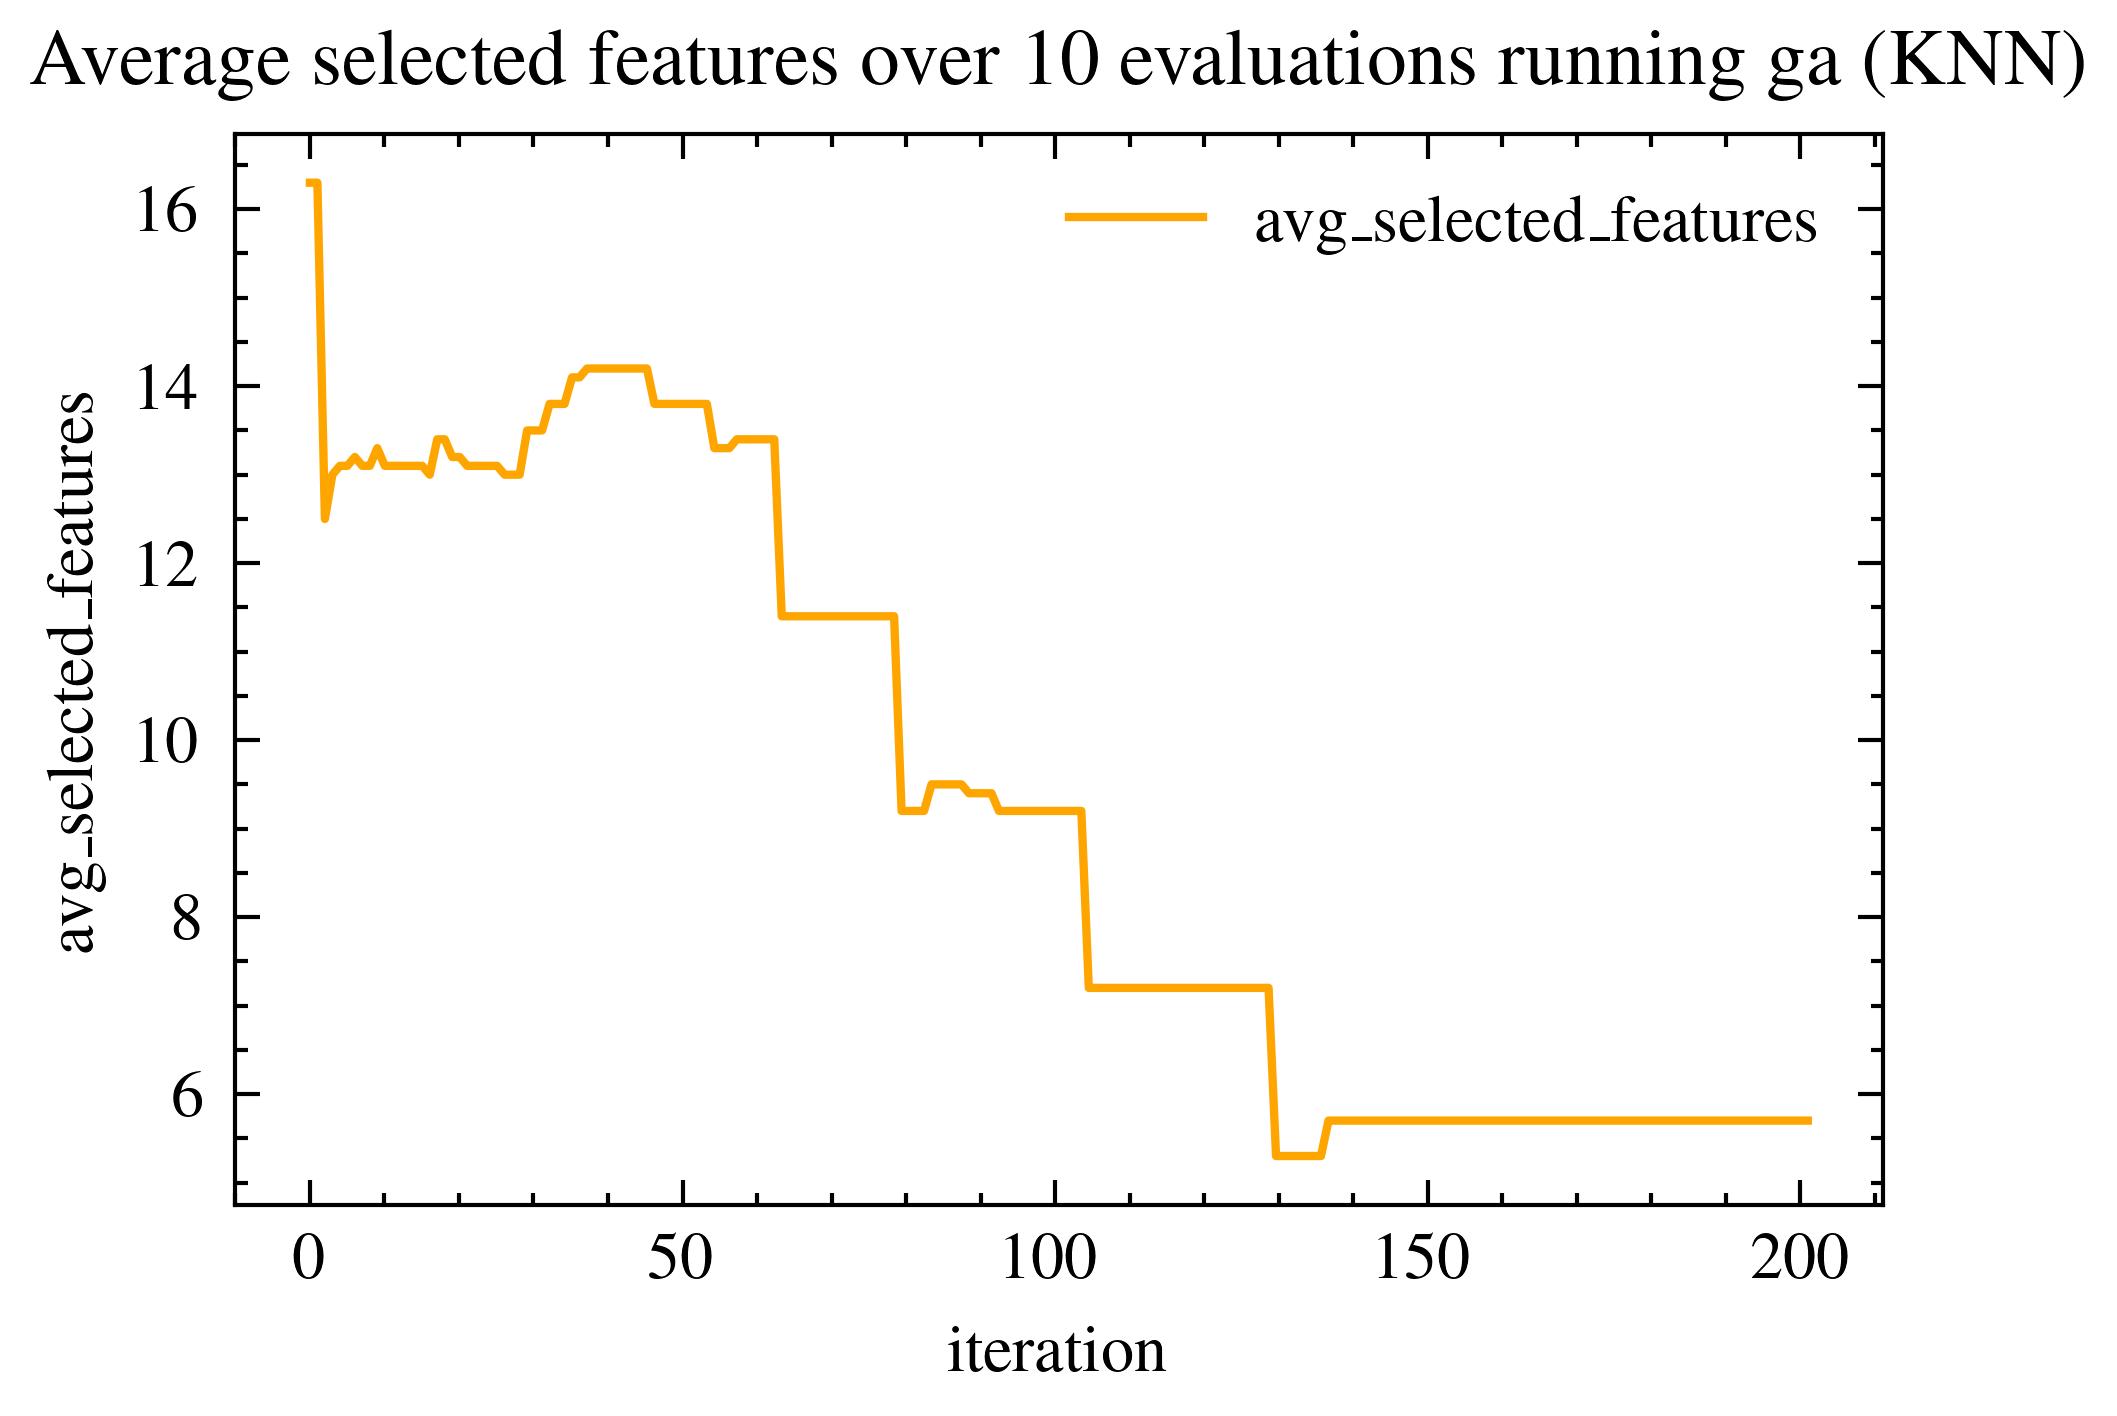 Average selected features over 10 evaluations running ga (KNN)
avg_selected_features
avg_selected_features
16
14
12
10
8
6
0 50 100 150 200
iteration